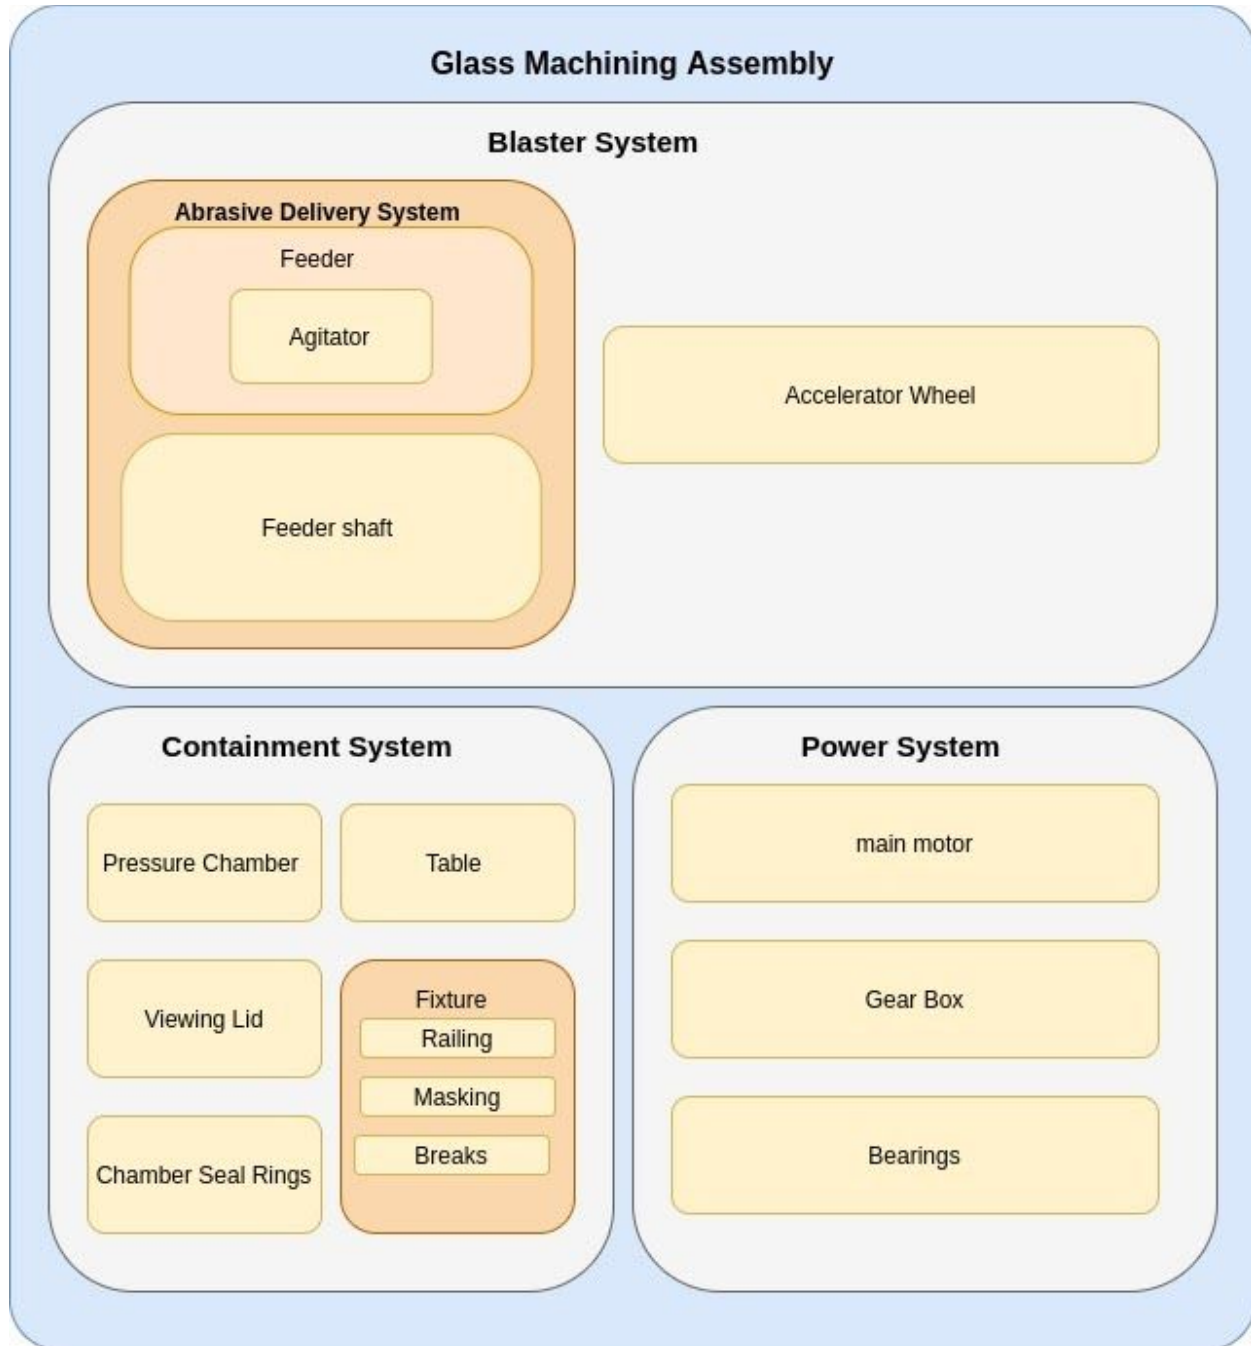 Glass Machining Assembly
Blaster System
Abrasive Delivery System
Feeder
Agitator
Feeder shaft
Accelerator Wheel
Containment System
Pressure Chamber
Table
Viewing Lid
Fixture
Railing
Masking
Breaks
Chamber Seal Rings
Power System
main motor
Gear Box
Bearings